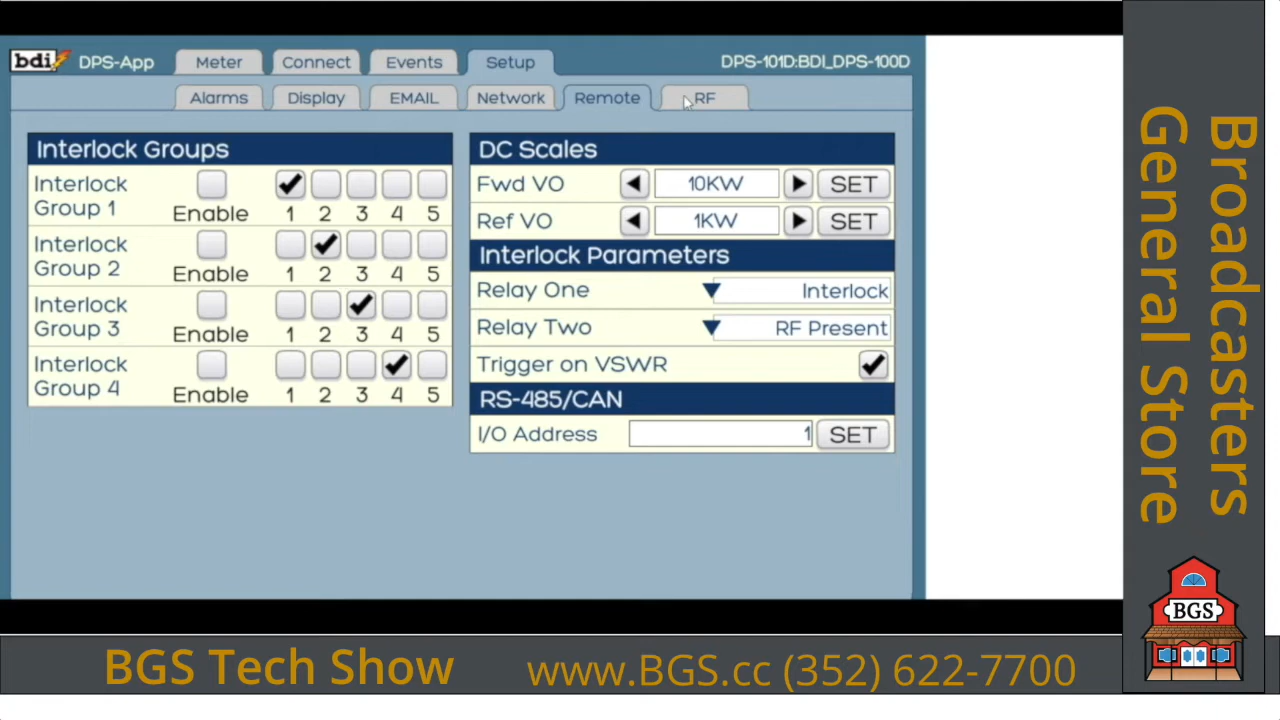 bdi DPS-App Meter Connect Events Setup DPS-101D:BDI_DPS-100D
Alarms Display EMAIL Network Remote RF
Interlock Groups
Interlock
Group 1
Enable 1 2 3 4 5
Interlock
Group 2
Enable 1 2 3 4 5
Interlock
Group 3
Enable 1 2 3 4 5
Interlock
Group 4
Enable 1 2 3 4 5
DC Scales
Fwd VO 10KW SET
Ref VO 1KW SET
Interlock Parameters
Relay One Interlock
Relay Two RF Present
Trigger on VSWR
RS-485/CAN
I/O Address 1 SET
Broadcasters
General Store
BGS
BGS Tech Show www.BGS.cc (352) 622-7700